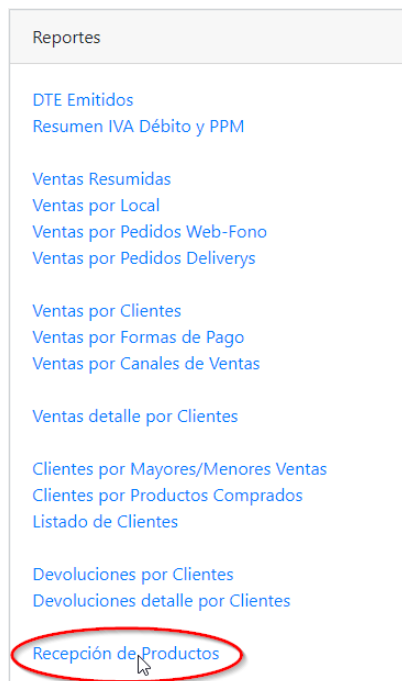 Reportes
DTE Emitidos
Resumen IVA Débito y PPM
Ventas Resumidas
Ventas por Local
Ventas por Pedidos Web-Fono
Ventas por Pedidos Deliverys
Ventas por Clientes
Ventas por Formas de Pago
Ventas por Canales de Ventas
Ventas detalle por Clientes
Clientes por Mayores/Menores Ventas
Clientes por Productos Comprados
Listado de Clientes
Devoluciones por Clientes
Devoluciones detalle por Clientes
Recepción de Productos